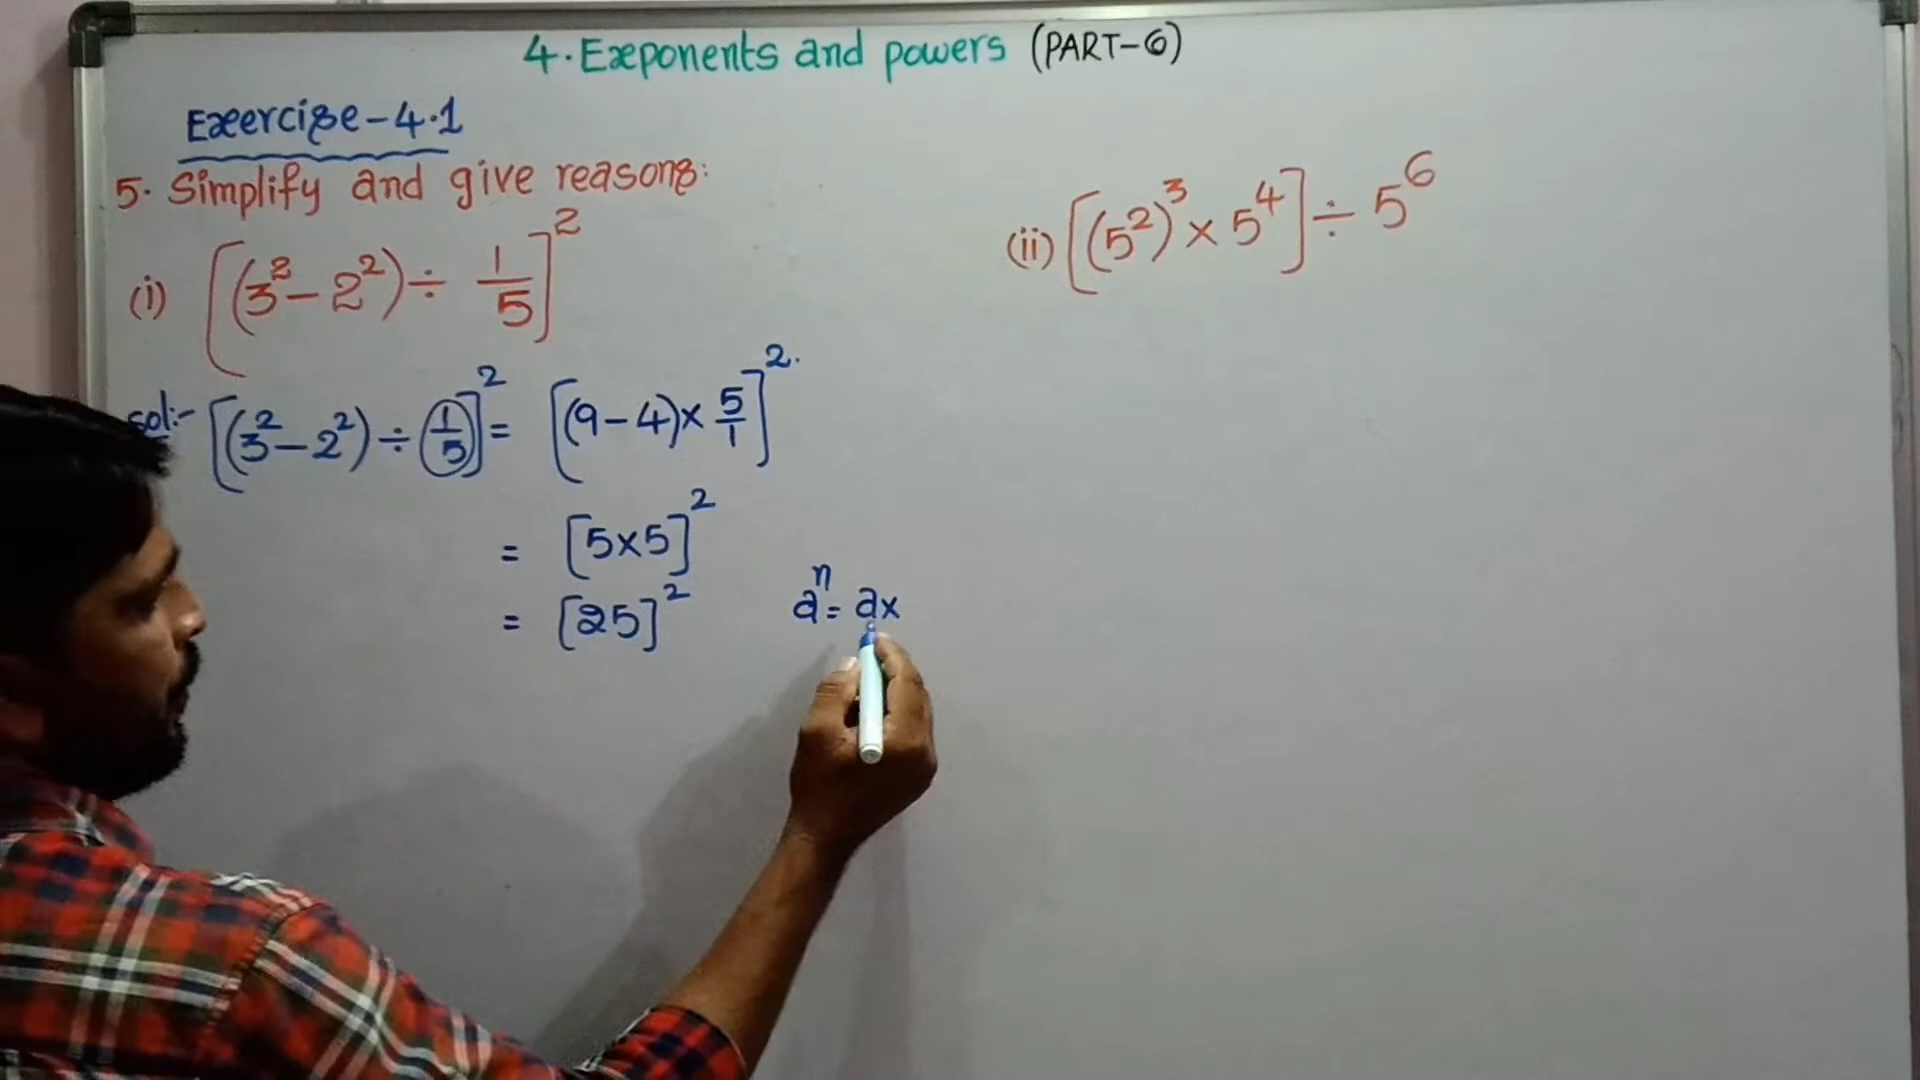 4. Exponents and powers (PART-6)
Exercise-4.1
5. Simplify and give reasons:
(i) [(3² - 2²) ÷ 1/5]²
sol:- [(3² - 2²) ÷ (1/5)]² = [(9 - 4) × 5/1]².
= [5×5]²
= [25]²
aⁿ = a×
(ii) [(5²)³ × 5⁴] ÷ 5⁶